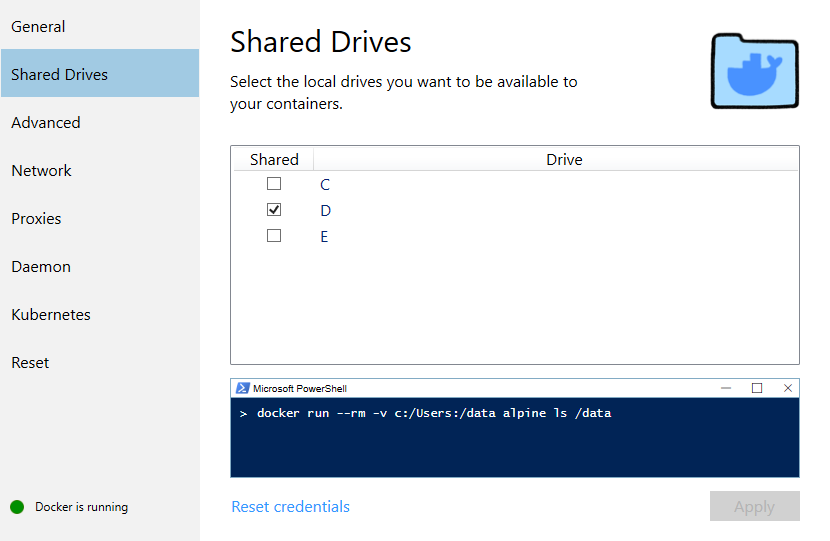 General
Shared Drives
Advanced
Network
Proxies
Daemon
Kubernetes
Reset
Docker is running
Shared Drives
Select the local drives you want to be available to
your containers.
Shared Drive
C
D
E
Microsoft PowerShell
> docker run --rm -v c:/Users:/data alpine ls /data
Reset credentials
Apply